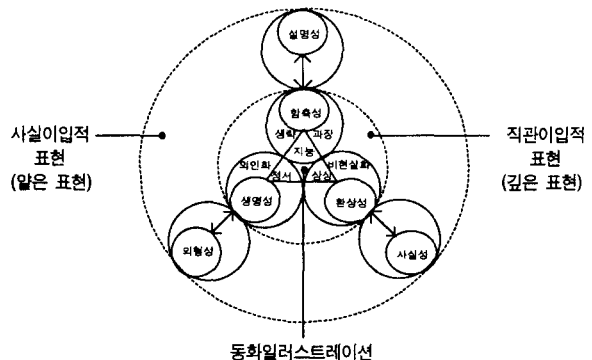 설명성
함축성
생략 과장
지능
사실이입적
표현
(얕은 표현)
직관이입적
표현
(깊은 표현)
의인화 비현실화
정서 상상
생명성 환상성
외형성 사실성
동화일러스트레이션